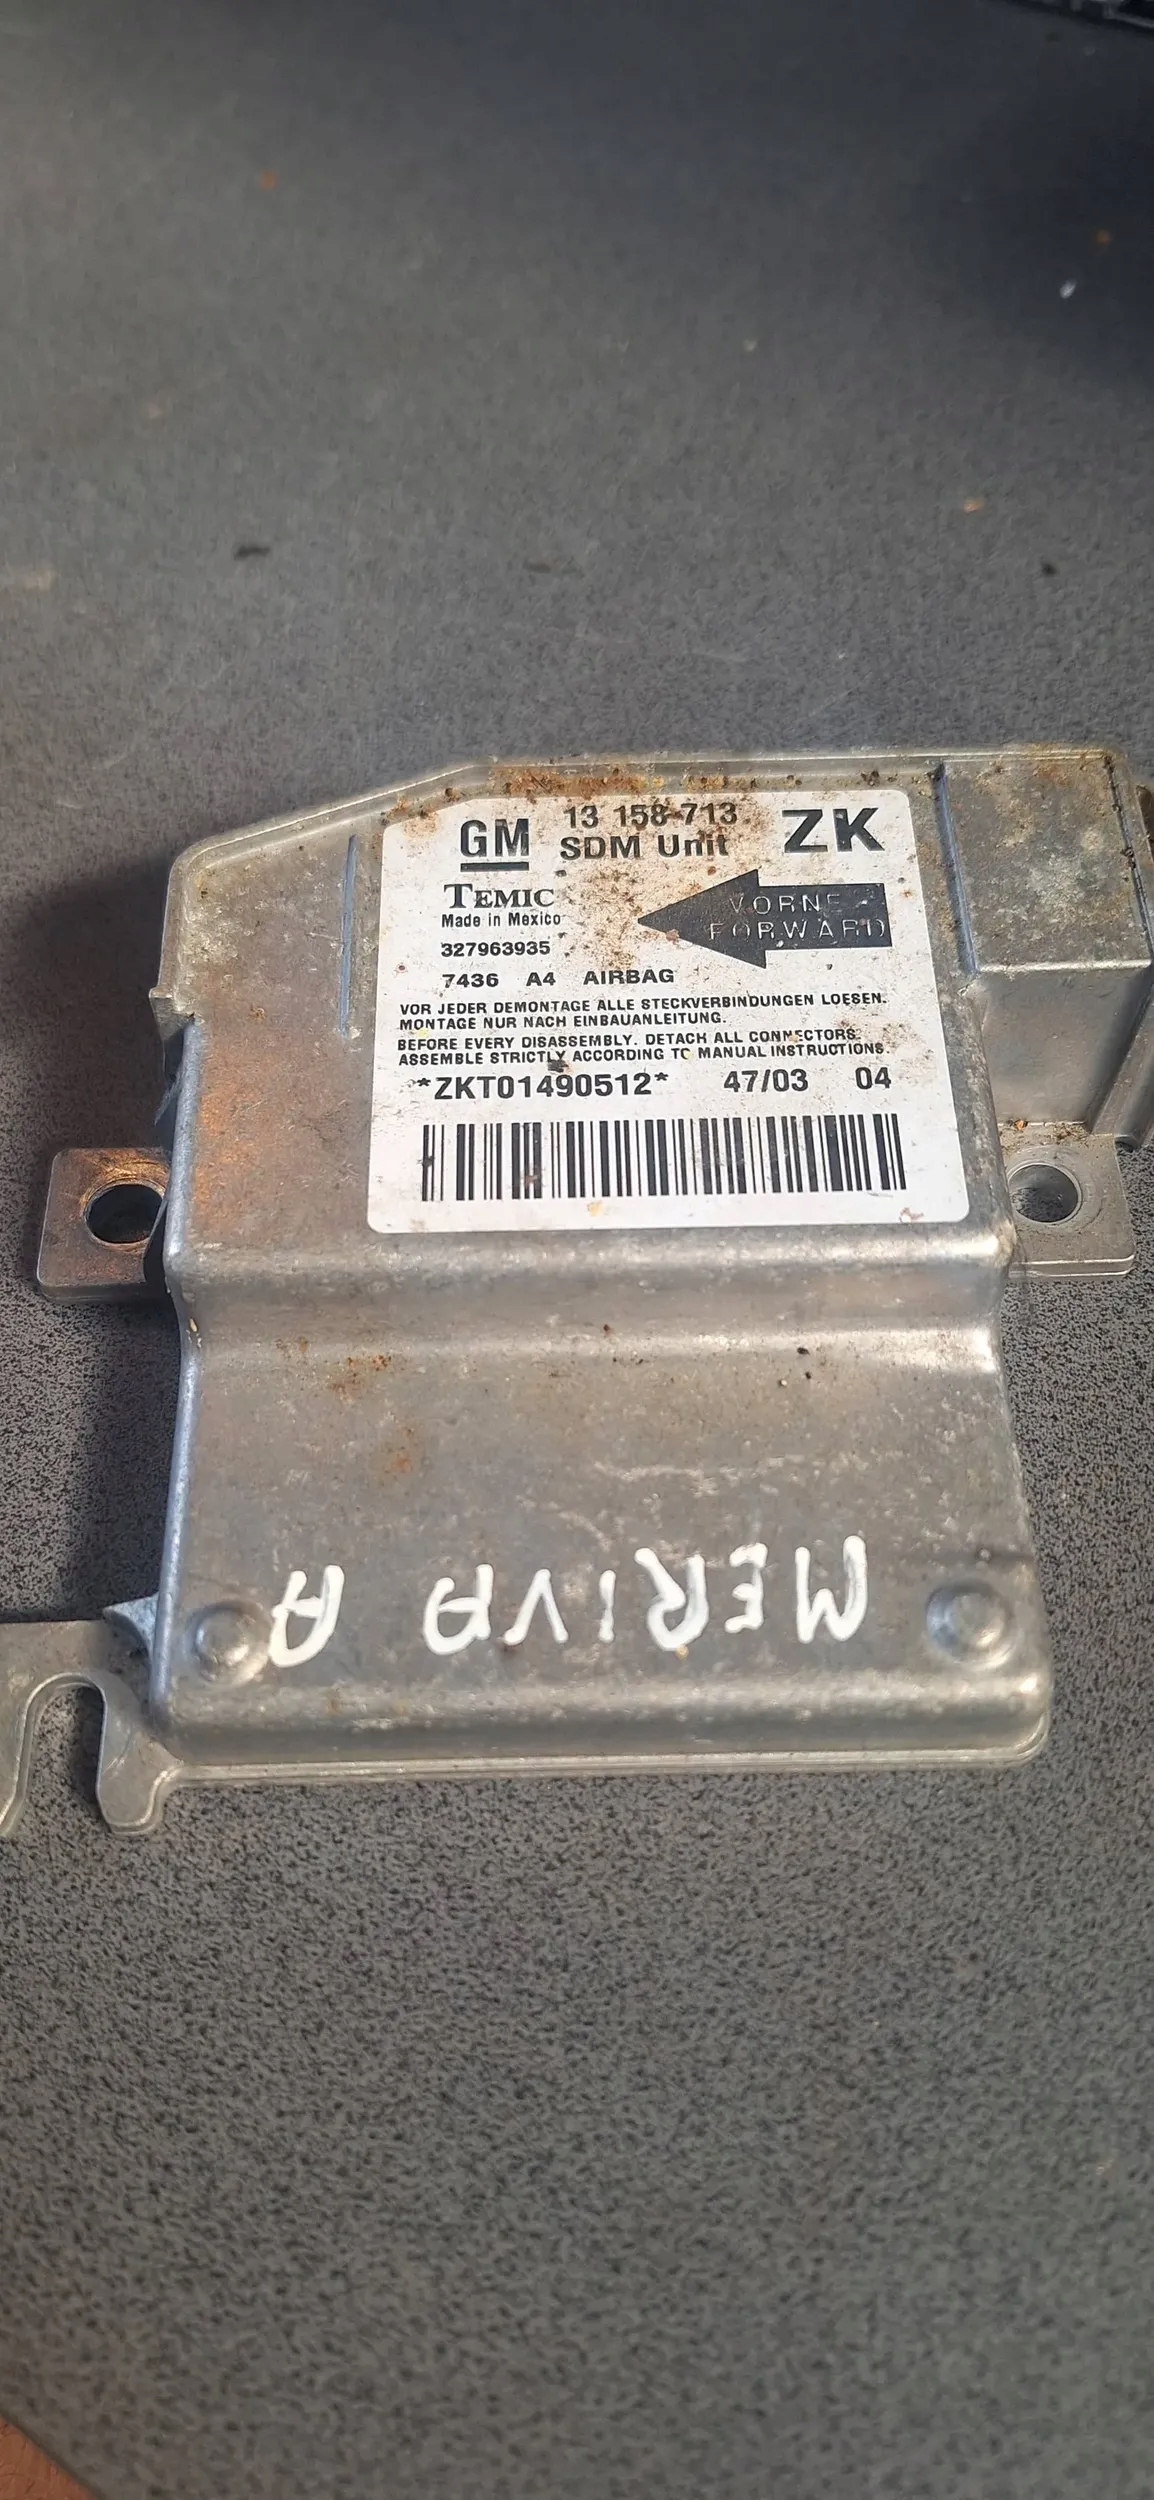 GM 13 158 713 ZK
SDM Unit
TEMIC
Made in Mexico
VORNE
FORWARD
327963935
7436 A4 AIRBAG
VOR JEDER DEMONTAGE ALLE STECKVERBINDUNGEN LOESEN.
MONTAGE NUR NACH EINBAUANLEITUNG.
BEFORE EVERY DISASSEMBLY. DETACH ALL CONNECTORS.
ASSEMBLE STRICTLY ACCORDING TO MANUAL INSTRUCTIONS.
*ZKT01490512* 47/03 04
MERIVA A